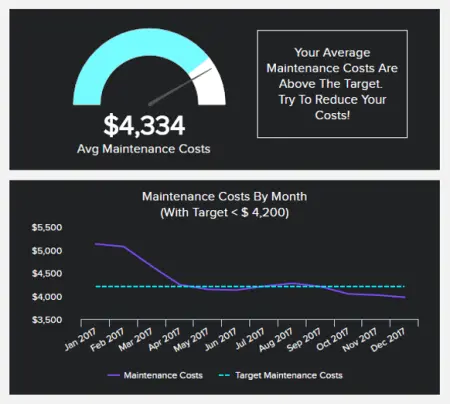 Your Average
Maintenance Costs Are
Above The Target.
Try To Reduce Your
Costs!
$4,334
Avg Maintenance Costs
Maintenance Costs By Month
(With Target < $ 4,200)
$5,500
$5,000
$4,500
$4,000
$3,500
Jan 2017
Feb 2017
Mar 2017
Apr 2017
May 2017
Jun 2017
Jul 2017
Aug 2017
Sep 2017
Oct 2017
Nov 2017
Dec 2017
Maintenance Costs
Target Maintenance Costs